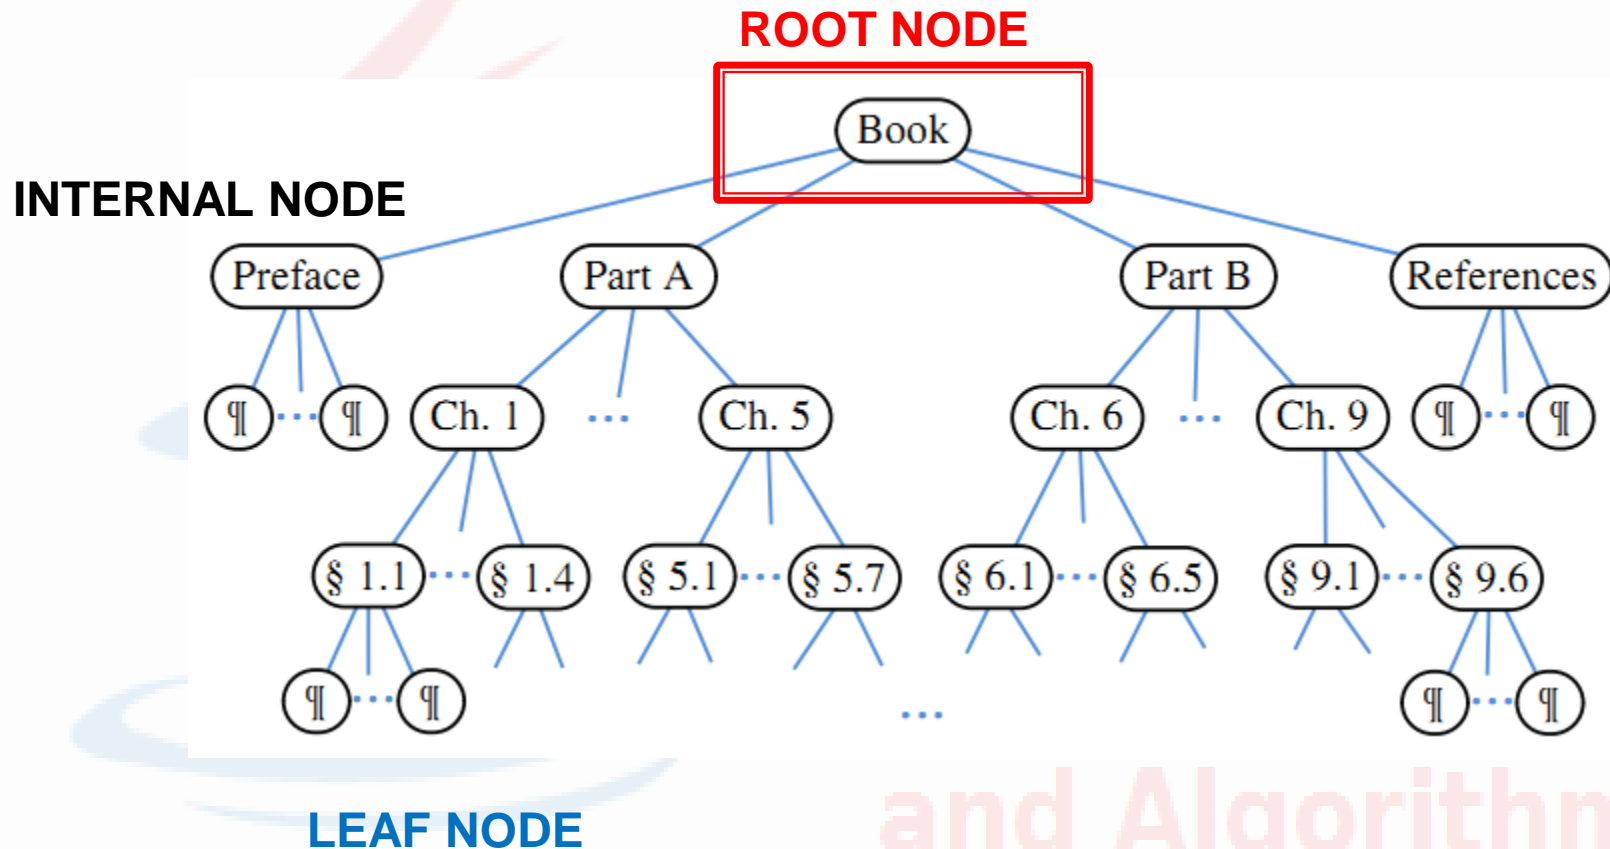 ROOT NODE
Book
INTERNAL NODE
Preface Part A Part B References
¶ ... ¶ Ch. 1 ... Ch. 5 Ch. 6 ... Ch. 9 ¶ ... ¶
§ 1.1 ... § 1.4 § 5.1 ... § 5.7 § 6.1 ... § 6.5 § 9.1 ... § 9.6
¶ ... ¶ ... ¶ ... ¶
LEAF NODE
and Algorithm